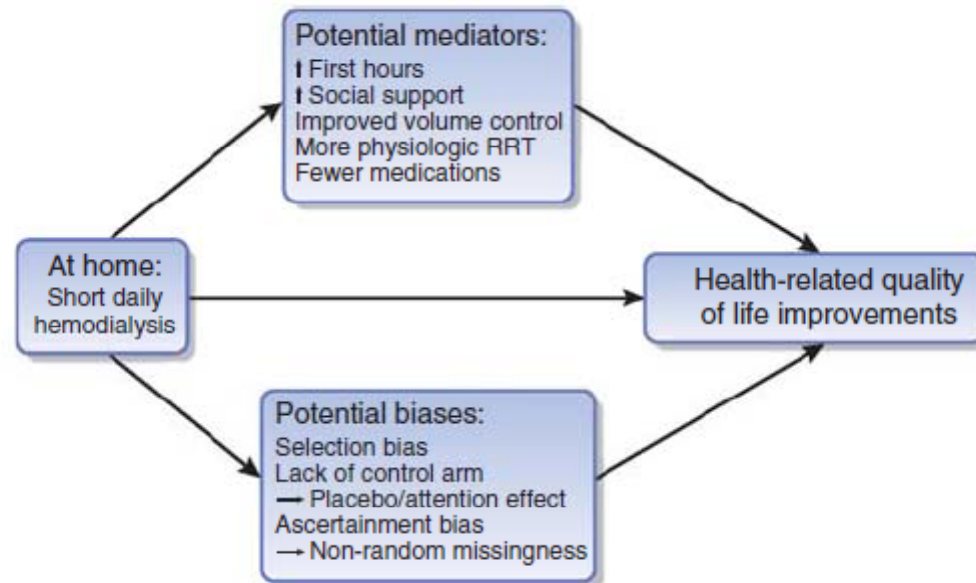 Potential mediators:
⬆ First hours
⬆ Social support
Improved volume control
More physiologic RRT
Fewer medications
At home:
Short daily
hemodialysis
Health-related quality
of life improvements
Potential biases:
Selection bias
Lack of control arm
→ Placebo/attention effect
Ascertainment bias
→ Non-random missingness